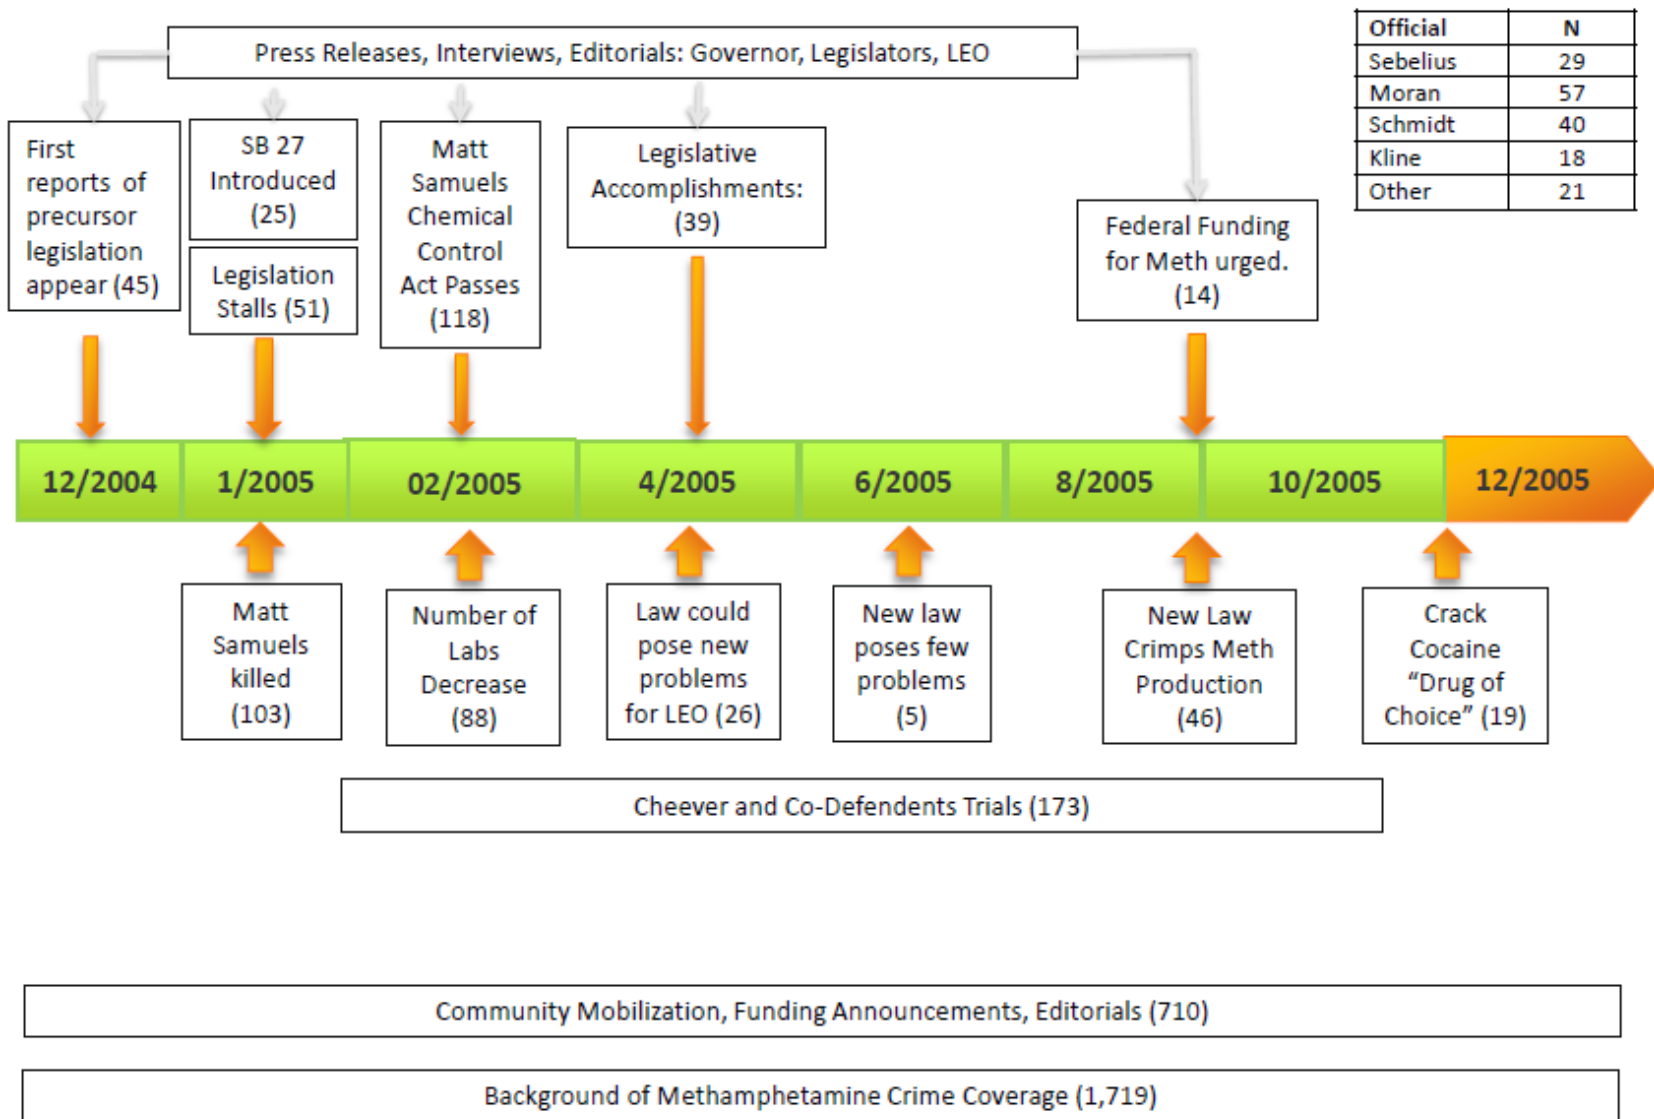 Press Releases, Interviews, Editorials: Governor, Legislators, LEO
Official N
Sebelius 29
Moran 57
Schmidt 40
Kline 18
Other 21
First
reports of
precursor
legislation
appear (45)
SB 27
Introduced
(25)
Legislation
Stalls (51)
Matt
Samuels
Chemical
Control
Act Passes
(118)
Legislative
Accomplishments:
(39)
Federal Funding
for Meth urged.
(14)
12/2004 1/2005 02/2005 4/2005 6/2005 8/2005 10/2005 12/2005
Matt
Samuels
killed
(103)
Number of
Labs
Decrease
(88)
Law could
pose new
problems
for LEO (26)
New law
poses few
problems
(5)
New Law
Crimps Meth
Production
(46)
Crack
Cocaine
“Drug of
Choice” (19)
Cheever and Co-Defendents Trials (173)
Community Mobilization, Funding Announcements, Editorials (710)
Background of Methamphetamine Crime Coverage (1,719)